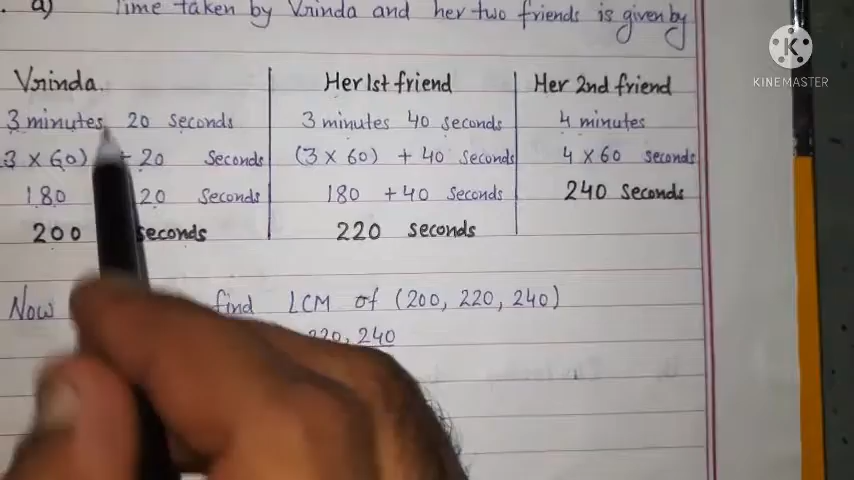 . a) Time taken by Vrinda and her two friends is given by
KINEMASTER
Vrinda. Her 1st friend Her 2nd friend
3 minutes 20 seconds 3 minutes 40 seconds 4 minutes
3 x 60) + 20 Seconds (3 x 60) + 40 seconds 4 x 60 seconds
180 20 Seconds 180 + 40 Seconds 240 Seconds
200 seconds 220 seconds
Now find LCM of (200, 220, 240)
220, 240